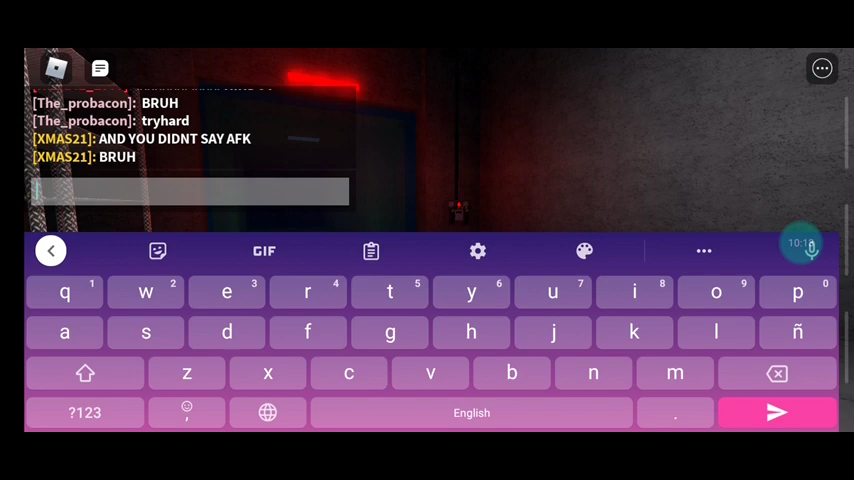 [The_probacon]: BRUH
[The_probacon]: tryhard
[XMAS21]: AND YOU DIDNT SAY AFK
[XMAS21]: BRUH
GIF
q 1 w 2 e 3 r 4 t 5 y 6 u 7 i 8 o 9 p 0
a s d f g h j k l ñ
z x c v b n m
?123 , English .